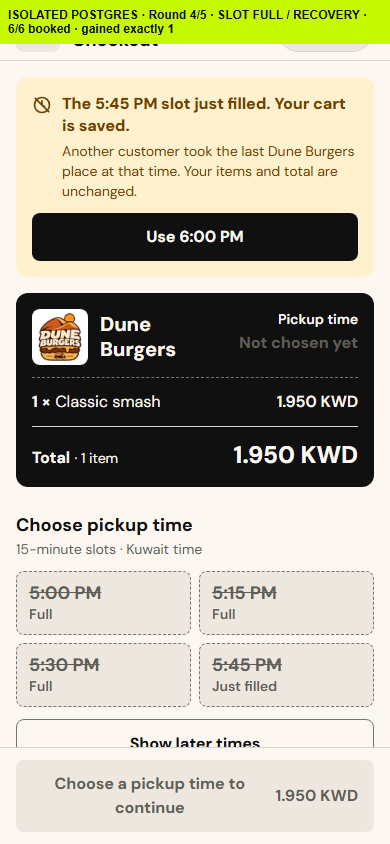 ISOLATED POSTGRES · Round 4/5 · SLOT FULL / RECOVERY ·
6/6 booked · gained exactly 1
Checkout
The 5:45 PM slot just filled. Your cart
is saved.
Another customer took the last Dune Burgers
place at that time. Your items and total are
unchanged.
Use 6:00 PM
DUNE
BURGERS
Dune
Burgers
Pickup time
Not chosen yet
1 × Classic smash 1.950 KWD
Total · 1 item 1.950 KWD
Choose pickup time
15-minute slots · Kuwait time
5:00 PM 5:15 PM
Full Full
5:30 PM 5:45 PM
Full Just filled
Show later times
Choose a pickup time to
continue
1.950 KWD